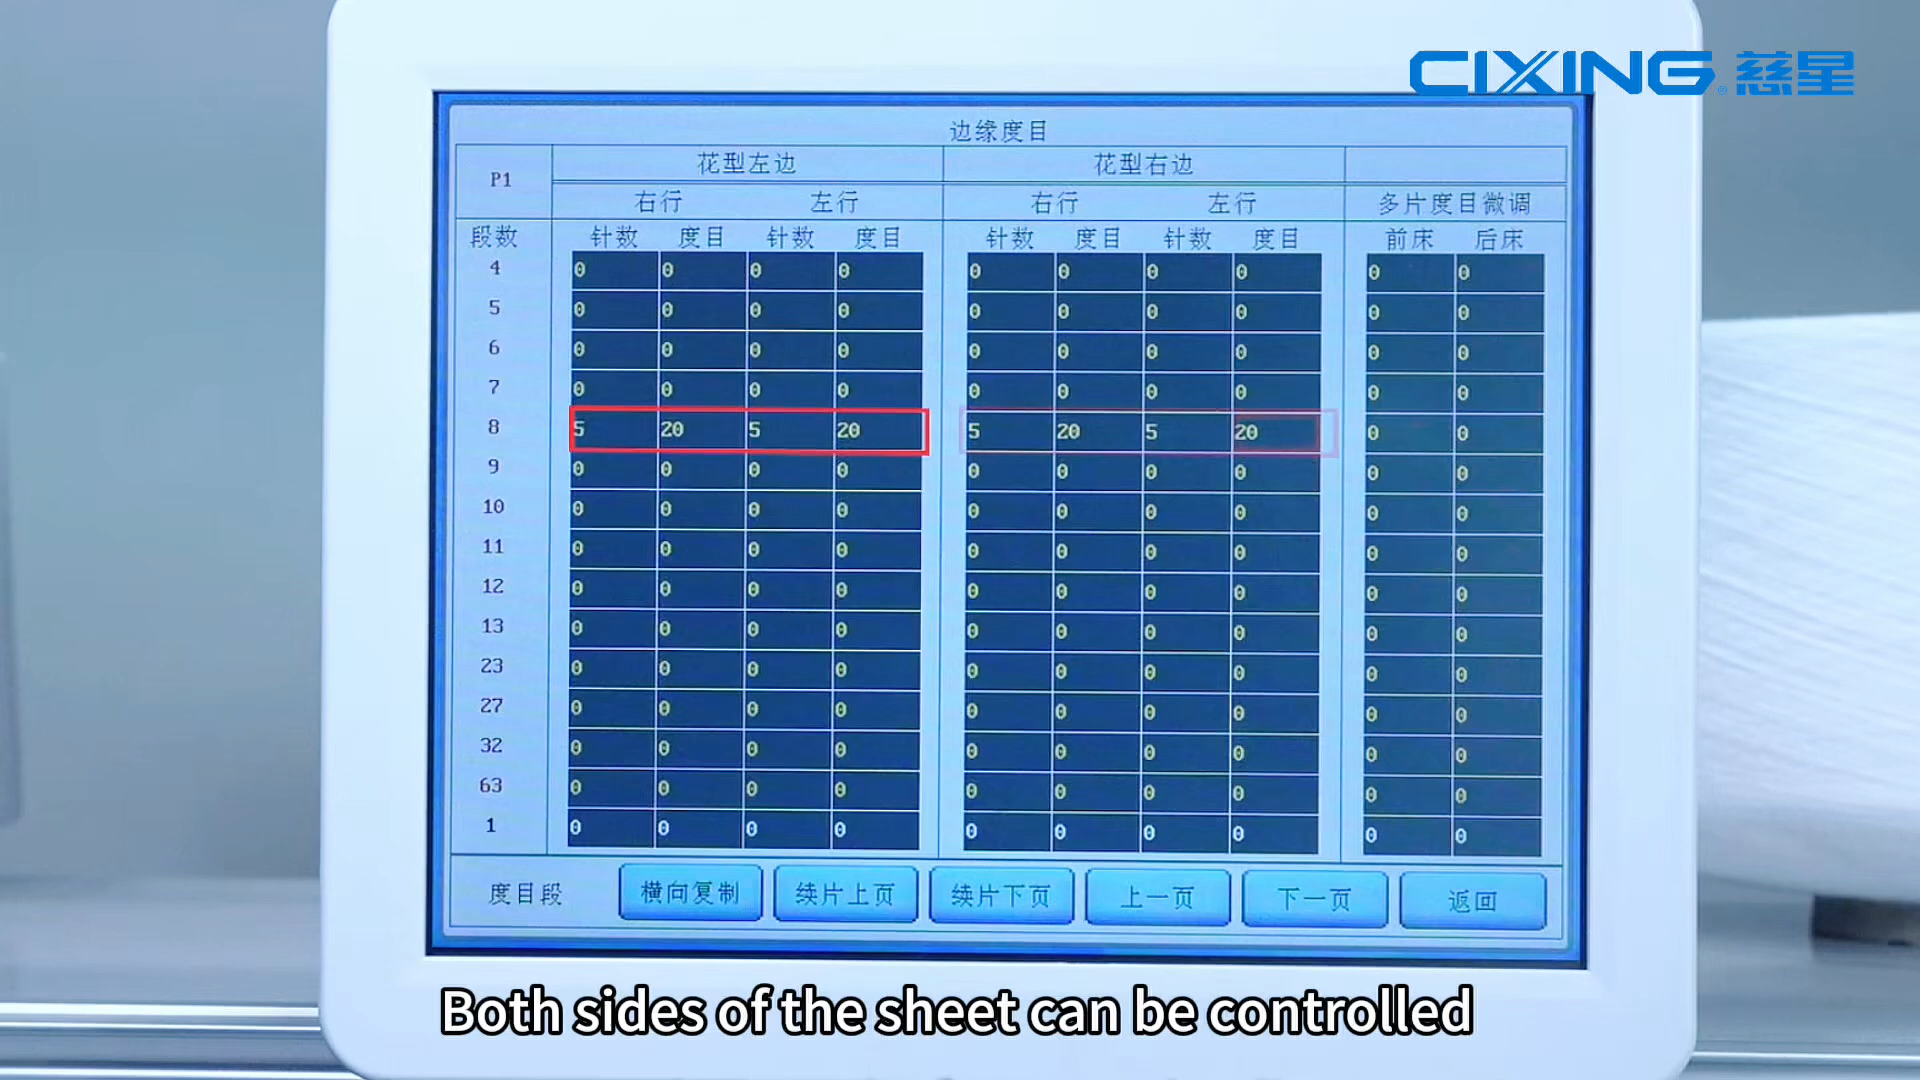 CIXING® 慈星
边缘度目
P1 花型左边 花型右边
右行 左行 右行 左行 多片度目微调
段数 针数 度目 针数 度目 针数 度目 针数 度目 前床 后床
4 0 0 0 0 0 0 0 0 0 0
5 0 0 0 0 0 0 0 0 0 0
6 0 0 0 0 0 0 0 0 0 0
7 0 0 0 0 0 0 0 0 0 0
8 5 20 5 20 5 20 5 20 0 0
9 0 0 0 0 0 0 0 0 0 0
10 0 0 0 0 0 0 0 0 0 0
11 0 0 0 0 0 0 0 0 0 0
12 0 0 0 0 0 0 0 0 0 0
13 0 0 0 0 0 0 0 0 0 0
23 0 0 0 0 0 0 0 0 0 0
27 0 0 0 0 0 0 0 0 0 0
32 0 0 0 0 0 0 0 0 0 0
63 0 0 0 0 0 0 0 0 0 0
1 0 0 0 0 0 0 0 0 0 0
度目段 横向复制 续片上页 续片下页 上一页 下一页 返回
Both sides of the sheet can be controlled